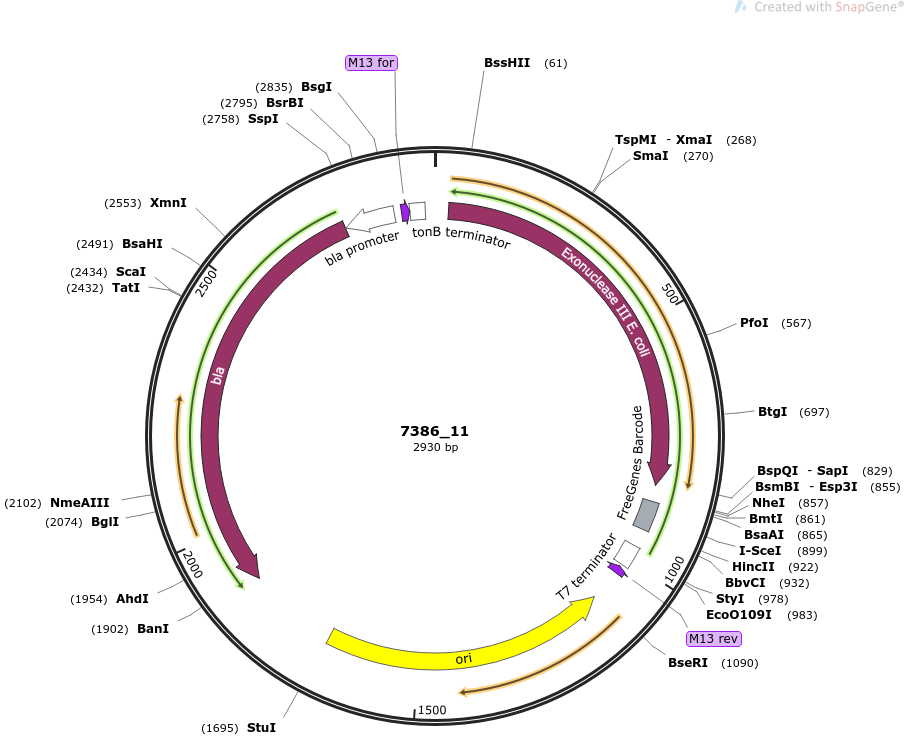 Created with SnapGene®
M13 for
BssHII (61)
(2835) BsgI
(2795) BsrBI
(2758) SspI
TspMI - XmaI (268)
SmaI (270)
(2553) XmnI
(2491) BsaHI
(2434) ScaI
(2432) TatI
2500
500
bla promoter
tonB terminator
Exonuclease III E. coli
PfoI (567)
bla
BtgI (697)
7386_11
2930 bp
FreeGenes Barcode
BspQI - SapI (829)
BsmBI - Esp3I (855)
NheI (857)
BmtI (861)
BsaAI (865)
I-SceI (899)
HincII (922)
BbvCI (932)
StyI (978)
EcoO109I (983)
(2102) NmeAIII
(2074) BglI
2000
T7 terminator
1000
(1954) AhdI
(1902) BanI
M13 rev
BseRI (1090)
ori
1500
(1695) StuI